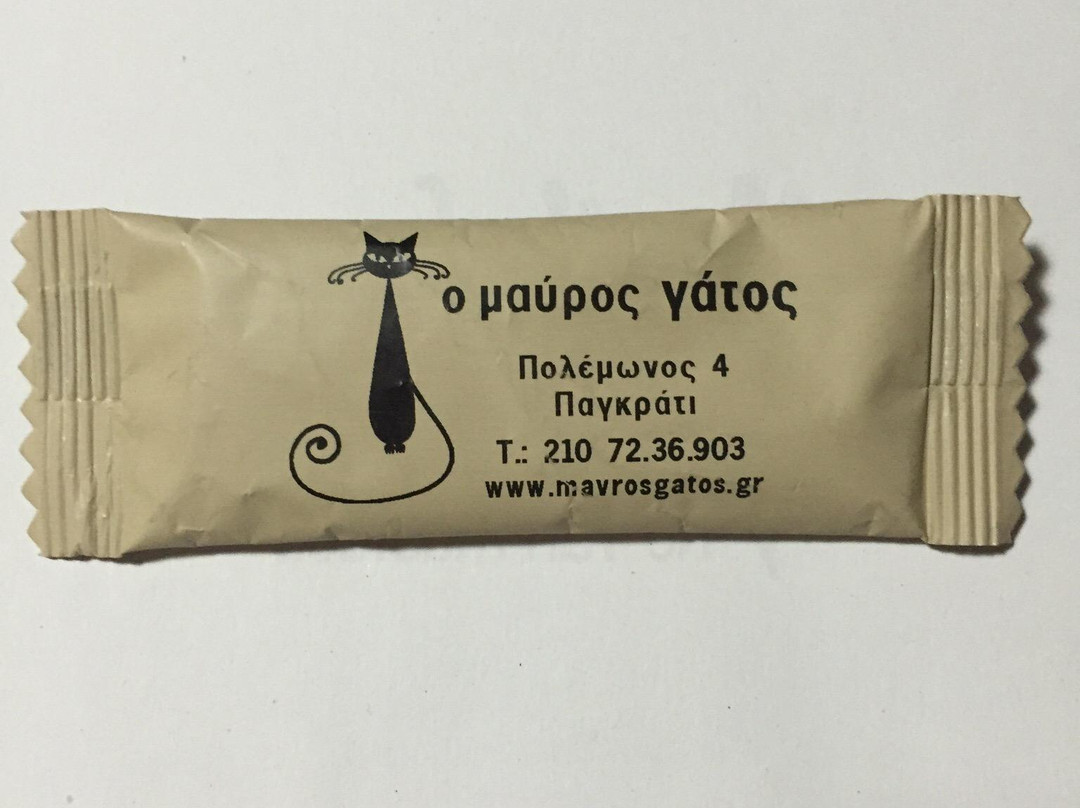 ο μαύρος γάτος
Πολέμωνος 4
Παγκράτι
Τ.: 210 72.36.903
www.mavrosgatos.gr